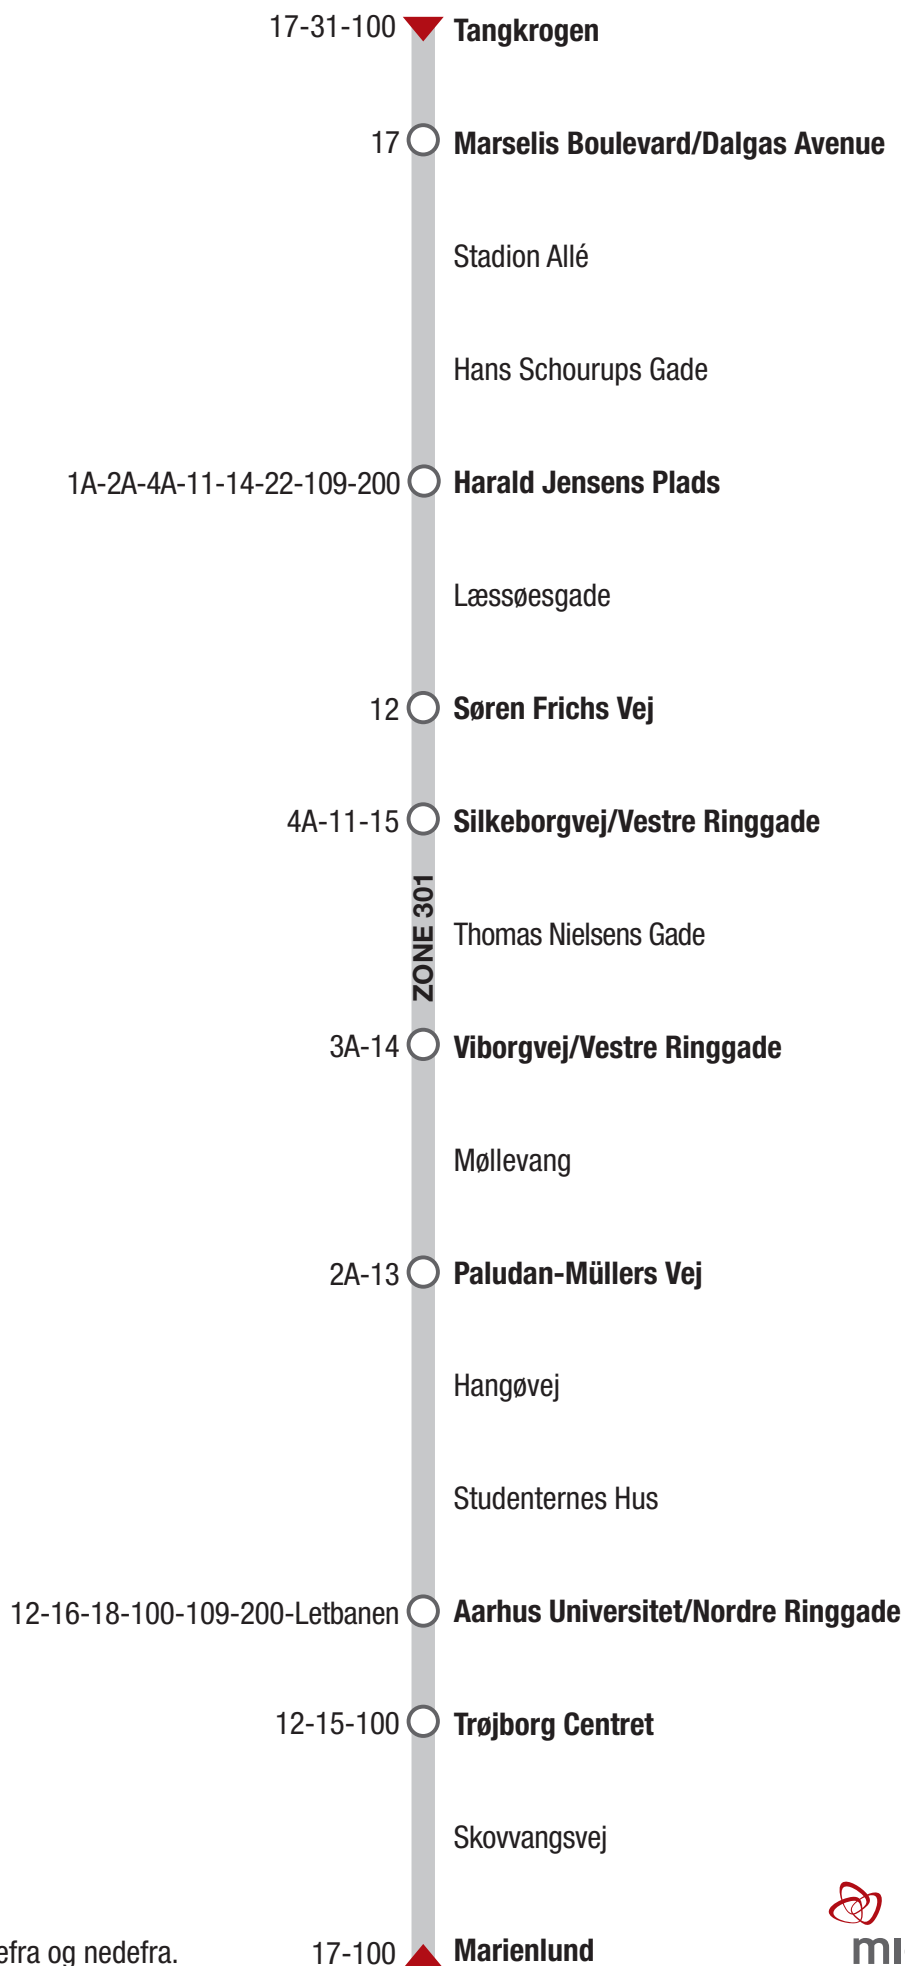 17-31-100 Tangkrogen
17 Marselis Boulevard/Dalgas Avenue
Stadion Allé
Hans Schourups Gade
1A-2A-4A-11-14-22-109-200 Harald Jensens Plads
Læssøesgade
12 Søren Frichs Vej
4A-11-15 Silkeborgvej/Vestre Ringgade
ZONE 301
Thomas Nielsens Gade
3A-14 Viborgvej/Vestre Ringgade
Møllevang
2A-13 Paludan-Müllers Vej
Hangøvej
Studenternes Hus
12-16-18-100-109-200-Letbanen Aarhus Universitet/Nordre Ringgade
12-15-100 Trøjborg Centret
Skovvangsvej
og nedefra. 17-100 Marienlund